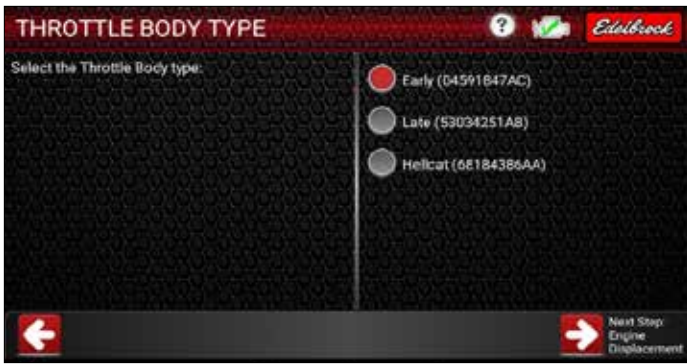 THROTTLE BODY TYPE
?
Edelbrock
Select the Throttle Body type:
Early (04591847AC)
Late (53034251AB)
Hellcat (68184386AA)
Next Step:
Engine
Displacement